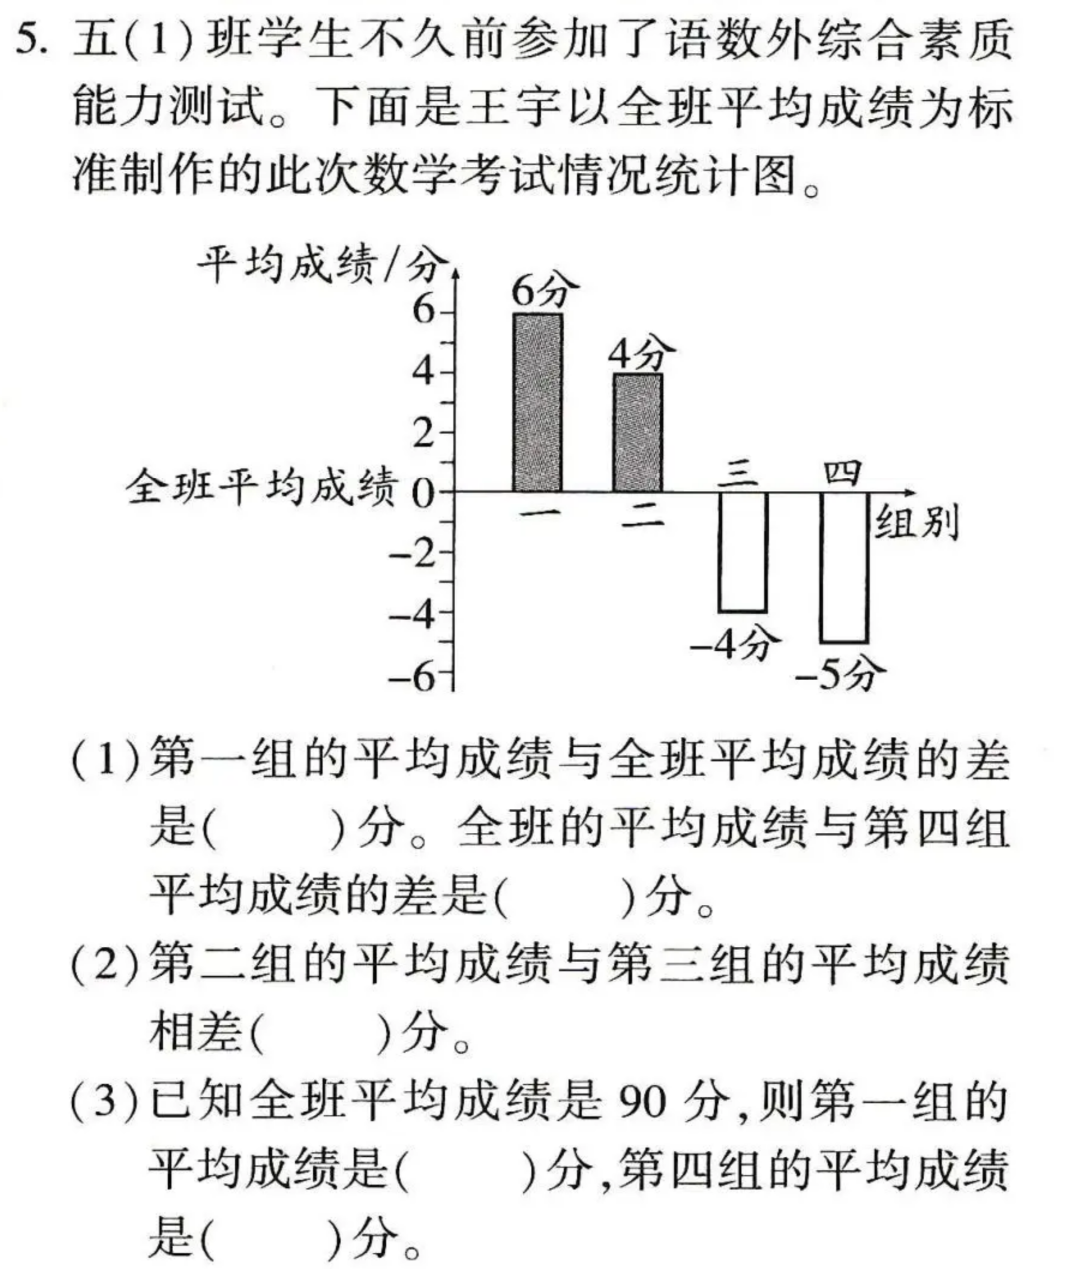 5. 五(1)班学生不久前参加了语数外综合素质
能力测试。下面是王宇以全班平均成绩为标
准制作的此次数学考试情况统计图。
平均成绩/分
6
6分
4
4分
2
三 四
全班平均成绩 0
一 二
组别
-2
-4
-4分
-6
-5分
(1)第一组的平均成绩与全班平均成绩的差
是(    )分。全班的平均成绩与第四组
平均成绩的差是(    )分。
(2)第二组的平均成绩与第三组的平均成绩
相差(    )分。
(3)已知全班平均成绩是 90 分,则第一组的
平均成绩是(    )分,第四组的平均成绩
是(    )分。